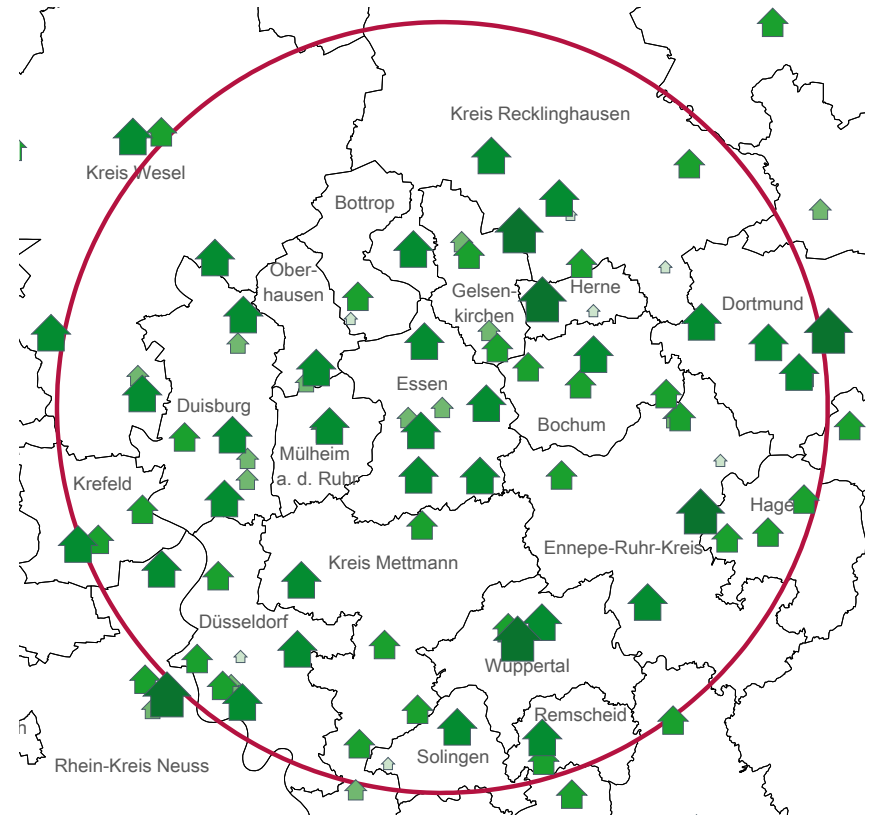 Kreis Recklinghausen
Kreis Wesel
Bottrop
Ober-
hausen
Gelsen-
kirchen
Herne
Dortmund
Essen
Duisburg
Bochum
Mülheim
a. d. Ruhr
Krefeld
Hage
Ennepe-Ruhr-Kreis
Kreis Mettmann
Düsseldorf
Wuppertal
Remscheid
n
Solingen
Rhein-Kreis Neuss